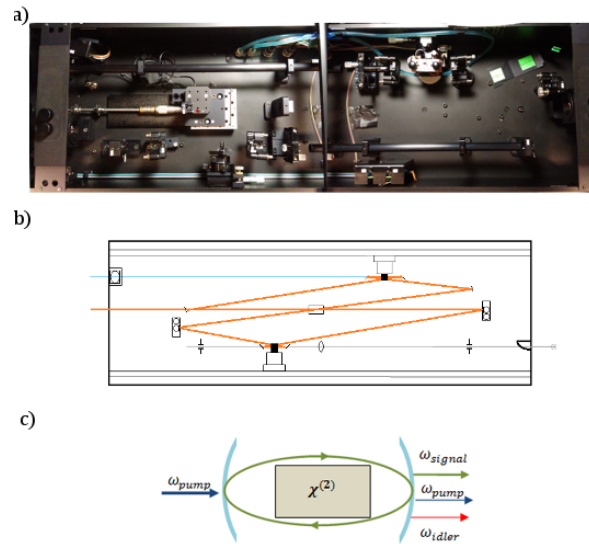 a)
b)
c)
ω_signal
ω_pump
χ^(2)
ω_pump
ω_idler